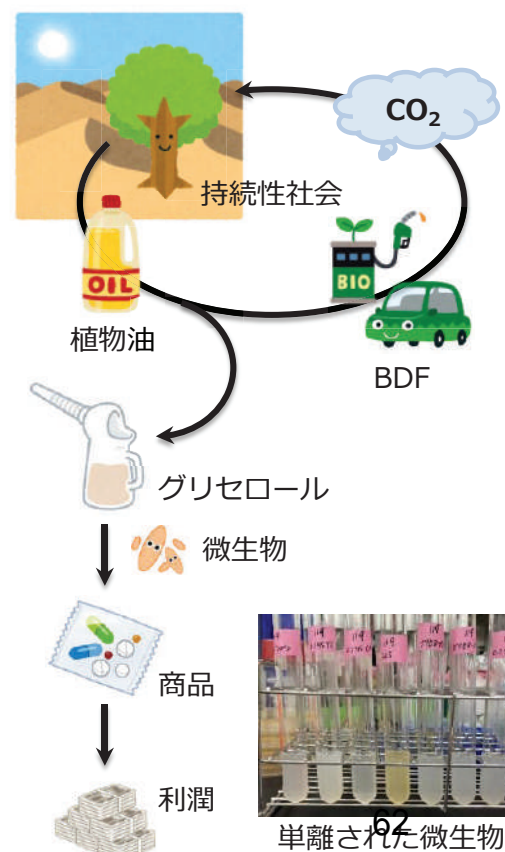 CO₂
持続性社会
OIL
BIO
植物油
BDF
グリセロール
微生物
商品
利潤
62
単離された微生物